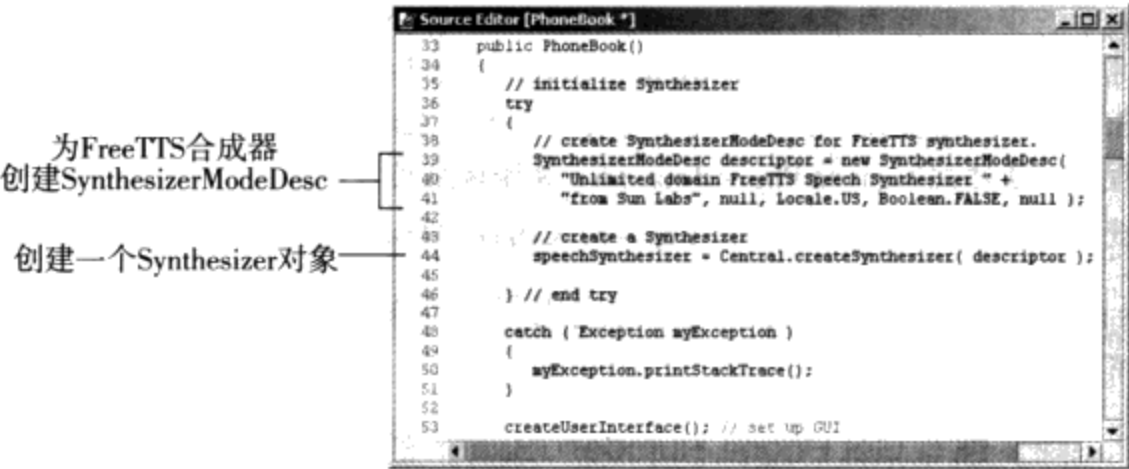 Source Editor [PhoneBook *]
33 public PhoneBook()
34 {
35 // initialize Synthesizer
36 try
37 {
38 // create SynthesizerModeDesc for FreeTTS synthesizer.
39 SynthesizerModeDesc descriptor = new SynthesizerModeDesc(
40 "Unlimited domain FreeTTS Speech Synthesizer " +
41 "from Sun Labs", null, Locale.US, Boolean.FALSE, null );
42
43 // create a Synthesizer
44 speechSynthesizer = Central.createSynthesizer( descriptor );
45
46 } // end try
47
48 catch ( Exception myException )
49 {
50 myException.printStackTrace();
51 }
52
53 createUserInterface(); // set up GUI
为FreeTTS合成器
创建SynthesizerModeDesc
创建一个Synthesizer对象